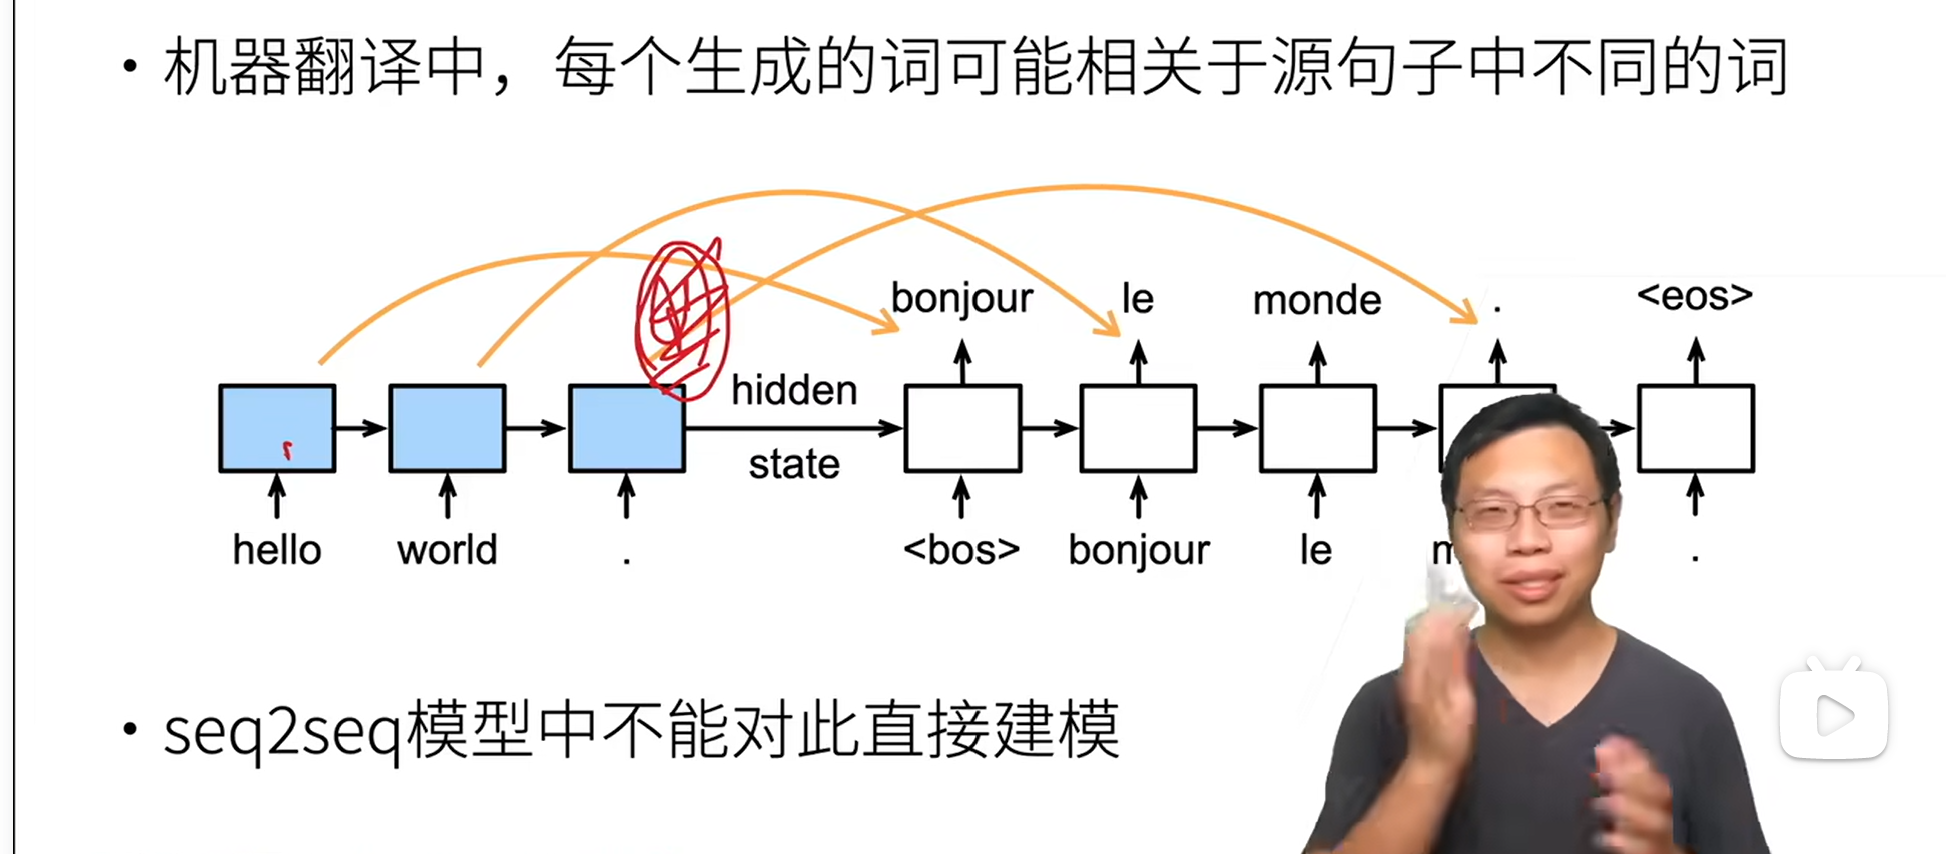 • 机器翻译中，每个生成的词可能相关于源句子中不同的词
bonjour le monde . <eos>
hidden
state
hello world . <bos> bonjour le m .
• seq2seq模型中不能对此直接建模